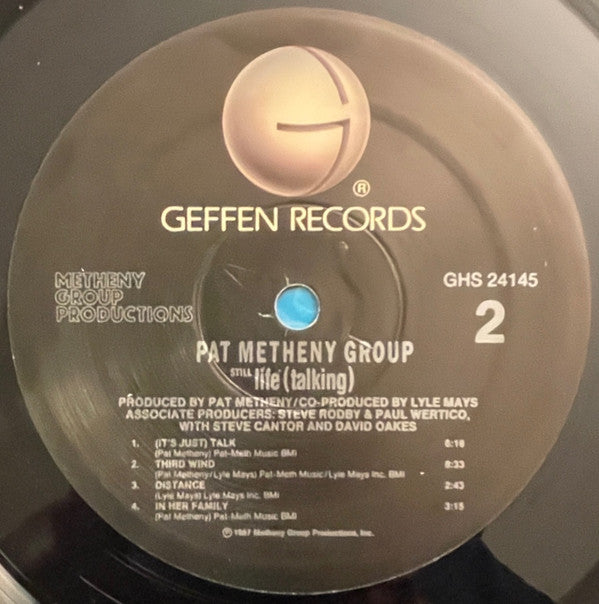 ®
GEFFEN RECORDS
METHENY
GROUP
PRODUCTIONS
GHS 24145
2
PAT METHENY GROUP
STILL life (talking)
PRODUCED BY PAT METHENY/CO-PRODUCED BY LYLE MAYS
ASSOCIATE PRODUCERS: STEVE RODBY & PAUL WERTICO,
WITH STEVE CANTOR AND DAVID OAKES
1. (IT'S JUST) TALK 6:16
(Pat Metheny) Pat-Meth Music BMI
2. THIRD WIND 8:33
(Pat Metheny/Lyle Mays) Pat-Meth Music/Lyle Mays Inc. BMI
3. DISTANCE 2:43
(Lyle Mays) Lyle Mays Inc. BMI
4. IN HER FAMILY 3:15
(Pat Metheny) Pat-Meth Music BMI
℗ 1987 Metheny Group Productions, Inc.